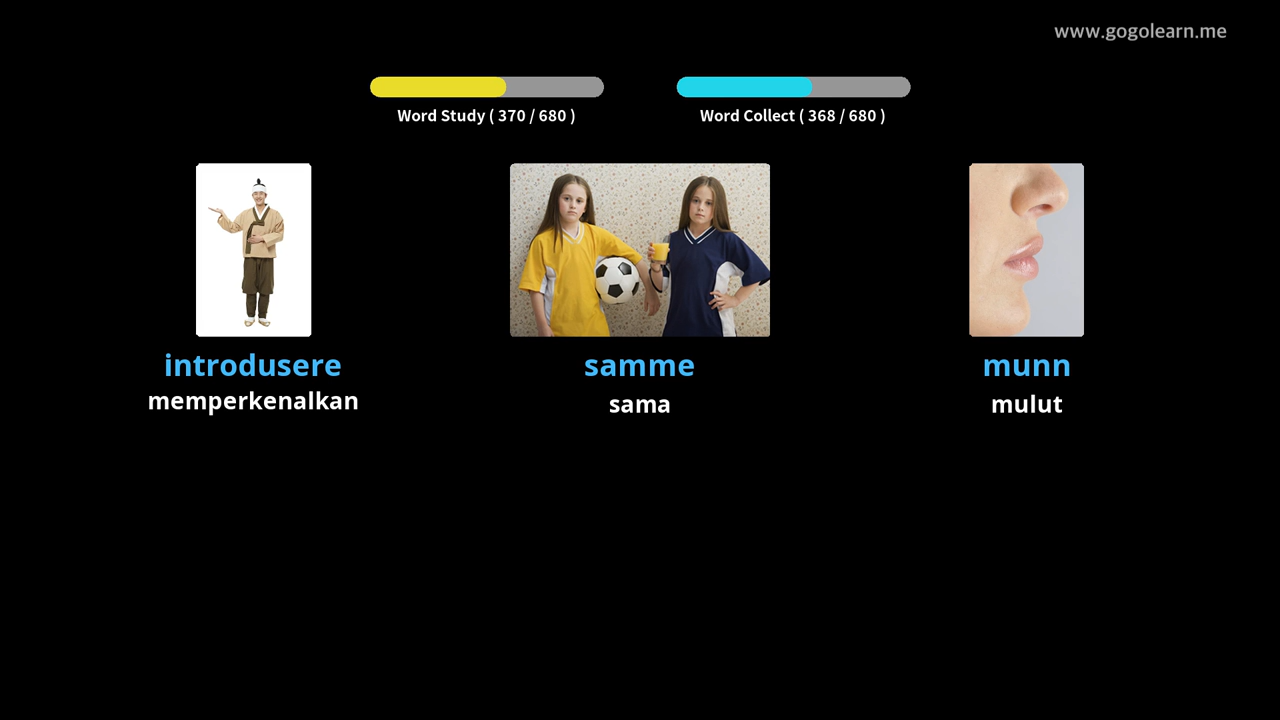 www.gogolearn.me
Word Study ( 370 / 680 )
Word Collect ( 368 / 680 )
introdusere
memperkenalkan
samme
sama
munn
mulut